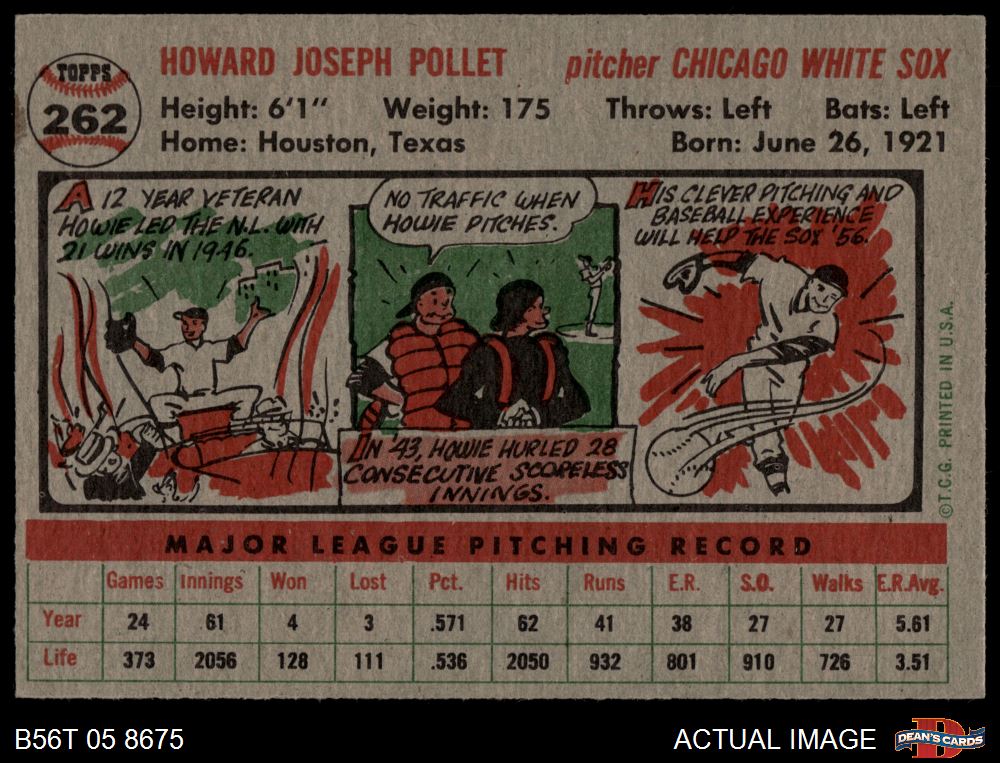 TOPPS
262
HOWARD JOSEPH POLLET pitcher CHICAGO WHITE SOX
Height: 6'1" Weight: 175 Throws: Left Bats: Left
Home: Houston, Texas Born: June 26, 1921
A 12 YEAR VETERAN
HOWIE LED THE N.L. WITH
21 WINS IN 1946.
NO TRAFFIC WHEN
HOWIE PITCHES.
IN '43, HOWIE HURLED 28
CONSECUTIVE SCORELESS
INNINGS.
HIS CLEVER PITCHING AND
BASEBALL EXPERIENCE
WILL HELP THE SOX '56.
©T.C.G. PRINTED IN U.S.A.
MAJOR LEAGUE PITCHING RECORD
Games Innings Won Lost Pct. Hits Runs E.R. S.O. Walks E.R.Avg.
Year 24 61 4 3 .571 62 41 38 27 27 5.61
Life 373 2056 128 111 .536 2050 932 801 910 726 3.51
B56T 05 8675 ACTUAL IMAGE
DEAN'S CARDS